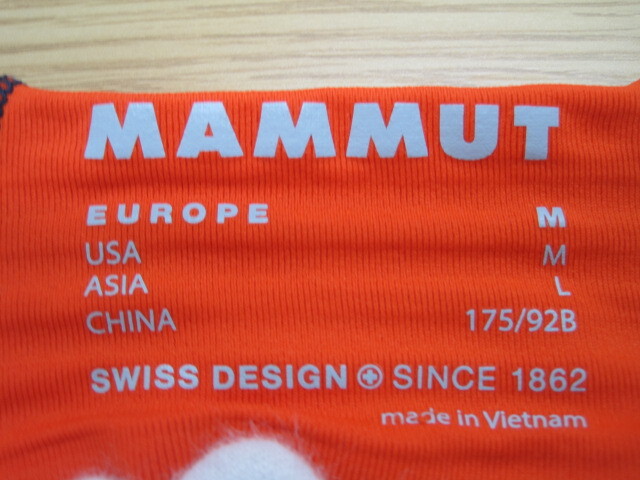 MAMMUT
EUROPE M
USA M
ASIA L
CHINA 175/92B
SWISS DESIGN SINCE 1862
made in Vietnam